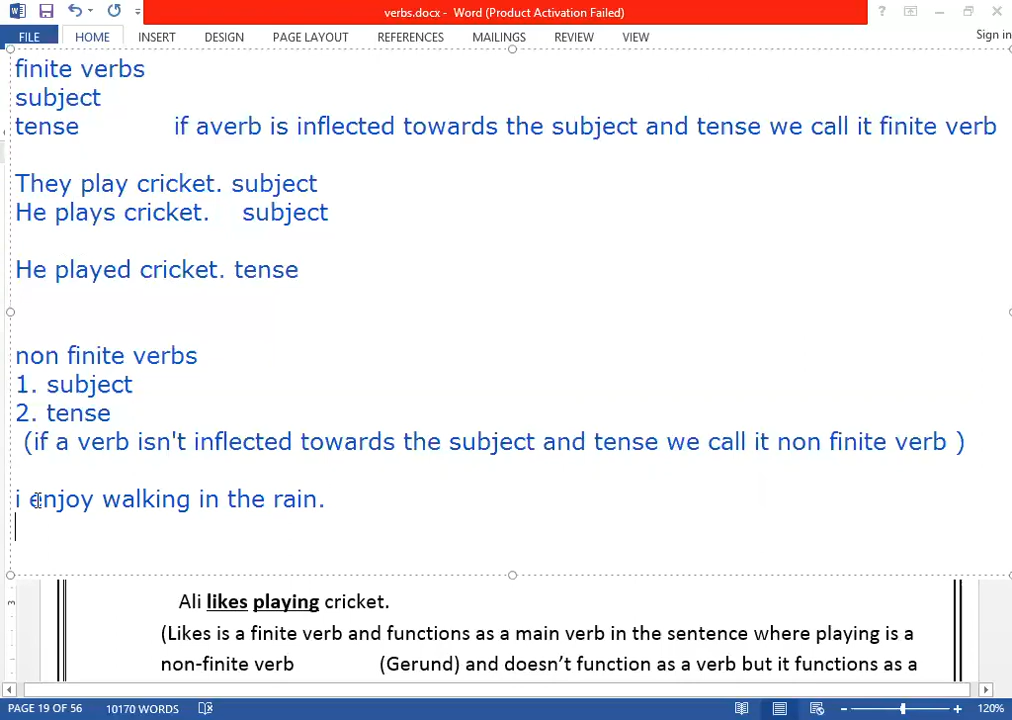 verbs.docx - Word (Product Activation Failed)
FILE HOME INSERT DESIGN PAGE LAYOUT REFERENCES MAILINGS REVIEW VIEW Sign in
finite verbs
subject
tense if averb is inflected towards the subject and tense we call it finite verb
They play cricket. subject
He plays cricket. subject
He played cricket. tense
non finite verbs
1. subject
2. tense
(if a verb isn't inflected towards the subject and tense we call it non finite verb )
i enjoy walking in the rain.
Ali likes playing cricket.
(Likes is a finite verb and functions as a main verb in the sentence where playing is a
3
non-finite verb (Gerund) and doesn’t function as a verb but it functions as a
PAGE 19 OF 56 10170 WORDS 120%